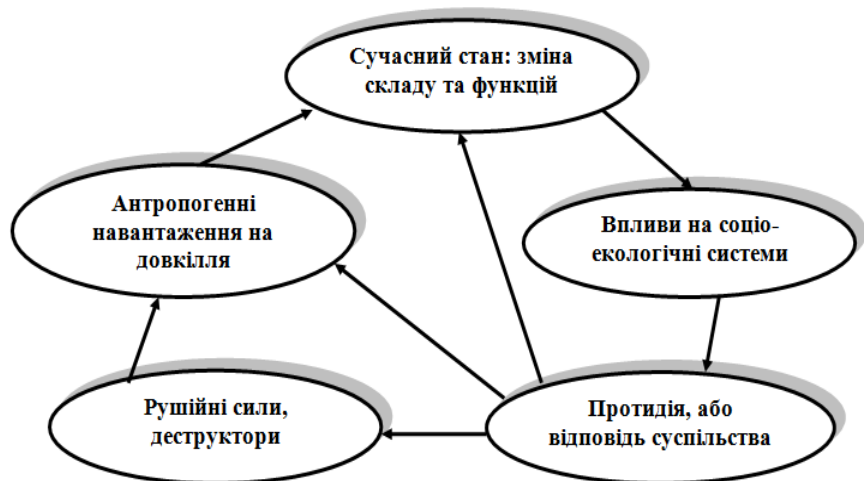 Сучасний стан: зміна
складу та функцій
Антропогенні
навантаження на
довкілля
Впливи на соціо-
екологічні системи
Рушійні сили,
деструктори
Протидія, або
відповідь суспільства